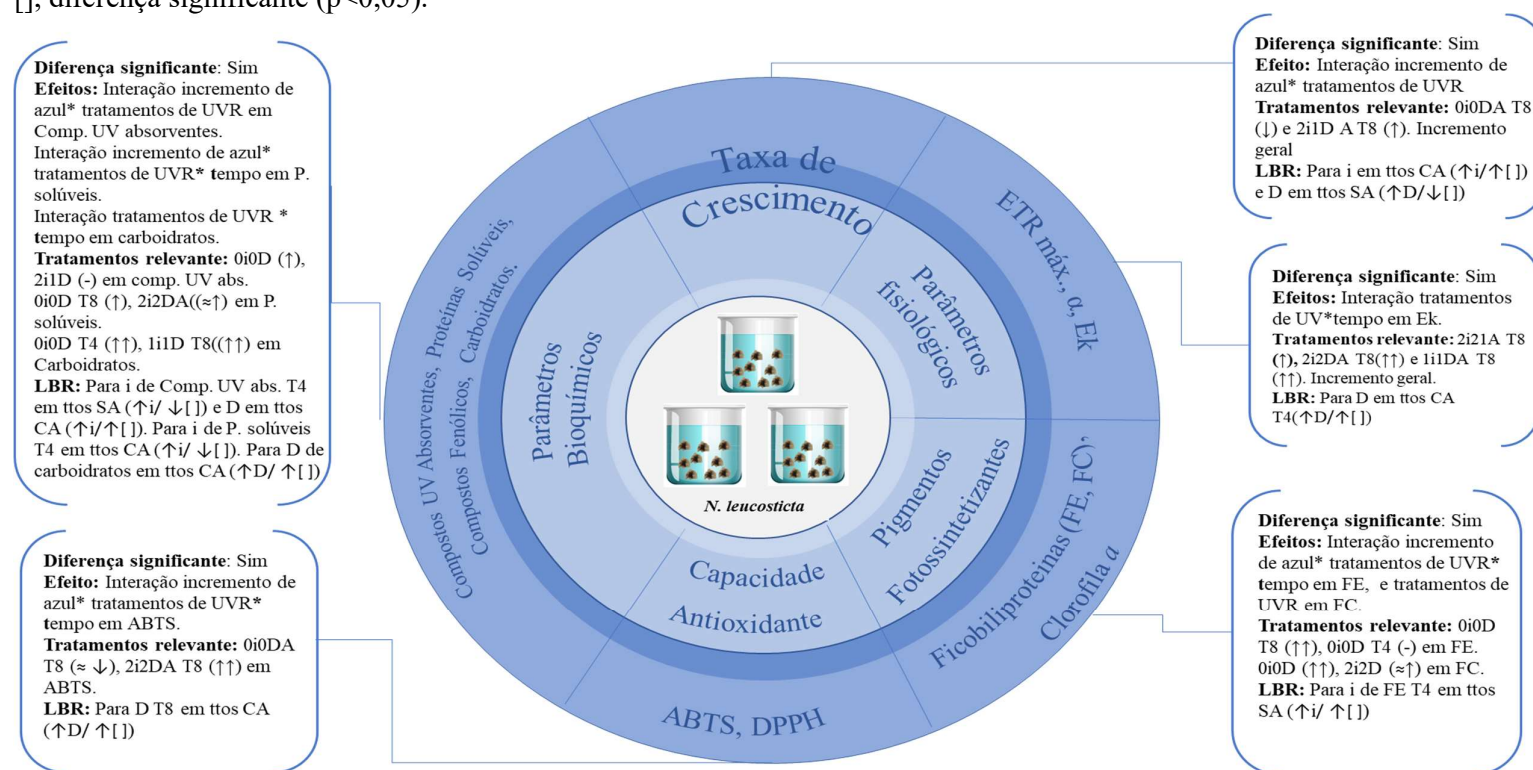 [], diferença significante (p<0,05).
Diferença significante: Sim
Efeitos: Interação incremento de
azul* tratamentos de UVR em
Comp. UV absorventes.
Interação incremento de azul*
tratamentos de UVR* tempo em P.
solúveis.
Interação tratamentos de UVR *
tempo em carboidratos.
Tratamentos relevante: 0i0D (↑),
2i1D (-) em comp. UV abs.
0i0D T8 (↑), 2i2DA((≈↑) em P.
solúveis.
0i0D T4 (↑↑), 1i1D T8((↑↑) em
Carboidratos.
LBR: Para i de Comp. UV abs. T4
em ttos SA (↑i/ ↓[ ]) e D em ttos
CA (↑i/↑[ ]). Para i de P. solúveis
T4 em ttos CA (↑i/ ↓[ ]). Para D de
carboidratos em ttos CA (↑D/ ↑[ ])
Diferença significante: Sim
Efeito: Interação incremento de
azul* tratamentos de UVR*
tempo em ABTS.
Tratamentos relevante: 0i0DA
T8 (≈ ↓), 2i2DA T8 (↑↑) em
ABTS.
LBR: Para D T8 em ttos CA
(↑D/ ↑[ ])
Taxa de
Crescimento
ETR máx., α, Ek
Parâmetros
fisiológicos
Compostos UV Absorventes, Proteínas Solúveis,
Compostos Fenólicos, Carboidratos.
Parâmetros
Bioquímicos
N. leucosticta
Pigmentos
Fotossintetizantes
Ficobiliproteinas (FE, FC),
Clorofila a
Capacidade
Antioxidante
ABTS, DPPH
Diferença significante: Sim
Efeito: Interação incremento de
azul* tratamentos de UVR
Tratamentos relevante: 0i0DA T8
(↓) e 2i1D A T8 (↑). Incremento
geral
LBR: Para i em ttos CA (↑i/↑[ ])
e D em ttos SA (↑D/↓[ ])
Diferença significante: Sim
Efeitos: Interação tratamentos
de UV*tempo em Ek.
Tratamentos relevante: 2i21A T8
(↑), 2i2DA T8(↑↑) e 1i1DA T8
(↑↑). Incremento geral.
LBR: Para D em ttos CA
T4(↑D/↑[ ])
Diferença significante: Sim
Efeitos: Interação incremento
de azul* tratamentos de UVR*
tempo em FE, e tratamentos de
UVR em FC.
Tratamentos relevante: 0i0D
T8 (↑↑), 0i0D T4 (-) em FE.
0i0D (↑↑), 2i2D (≈↑) em FC.
LBR: Para i de FE T4 em ttos
SA (↑i/ ↑[ ])